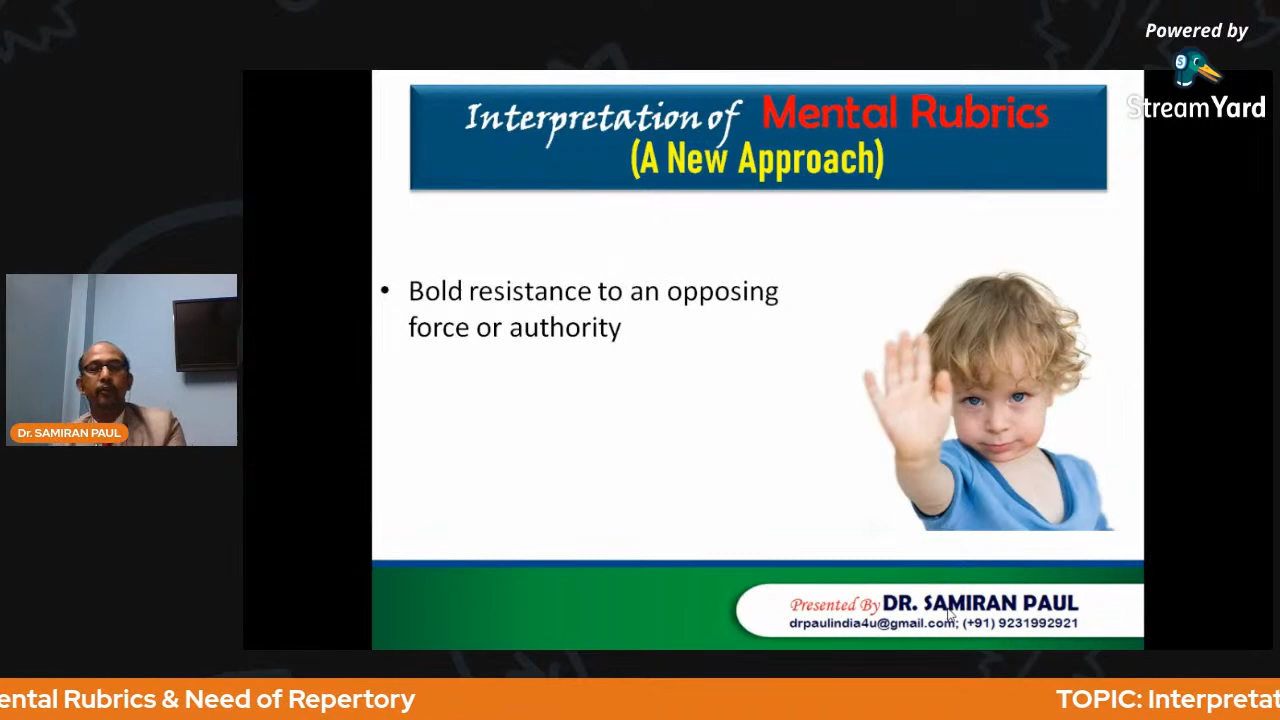 Powered by
StreamYard
Interpretation of Mental Rubrics
(A New Approach)
• Bold resistance to an opposing
force or authority
Dr. SAMIRAN PAUL
Presented By DR. SAMIRAN PAUL
drpaulindia4u@gmail.com; (+91) 9231992921
ental Rubrics & Need of Repertory
TOPIC: Interpretat